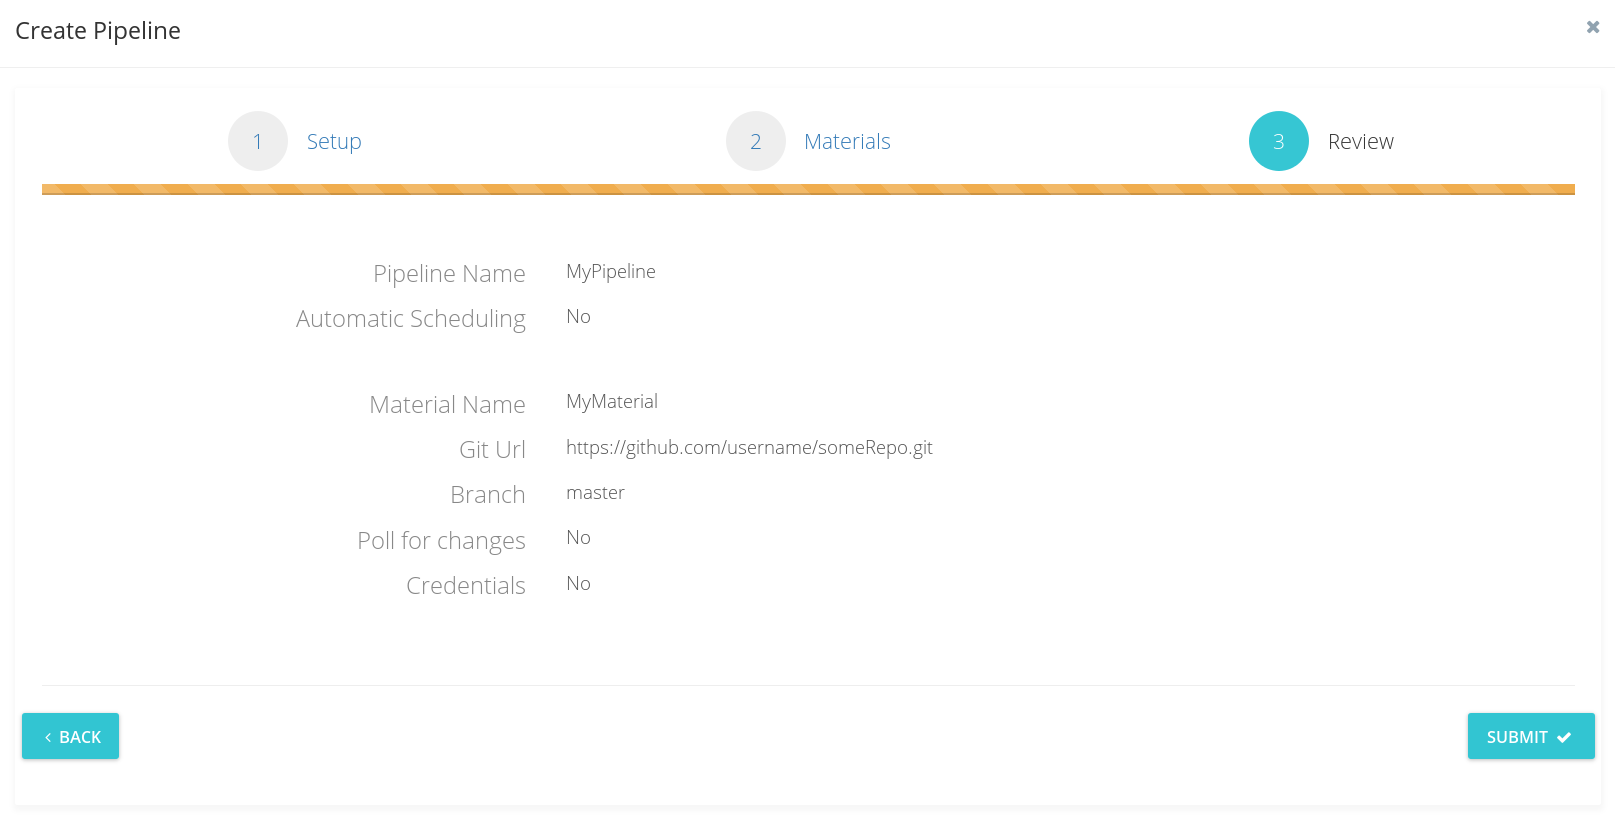 Create Pipeline
1 Setup 2 Materials 3 Review
Pipeline Name MyPipeline
Automatic Scheduling No
Material Name MyMaterial
Git Url https://github.com/username/someRepo.git
Branch master
Poll for changes No
Credentials No
BACK SUBMIT